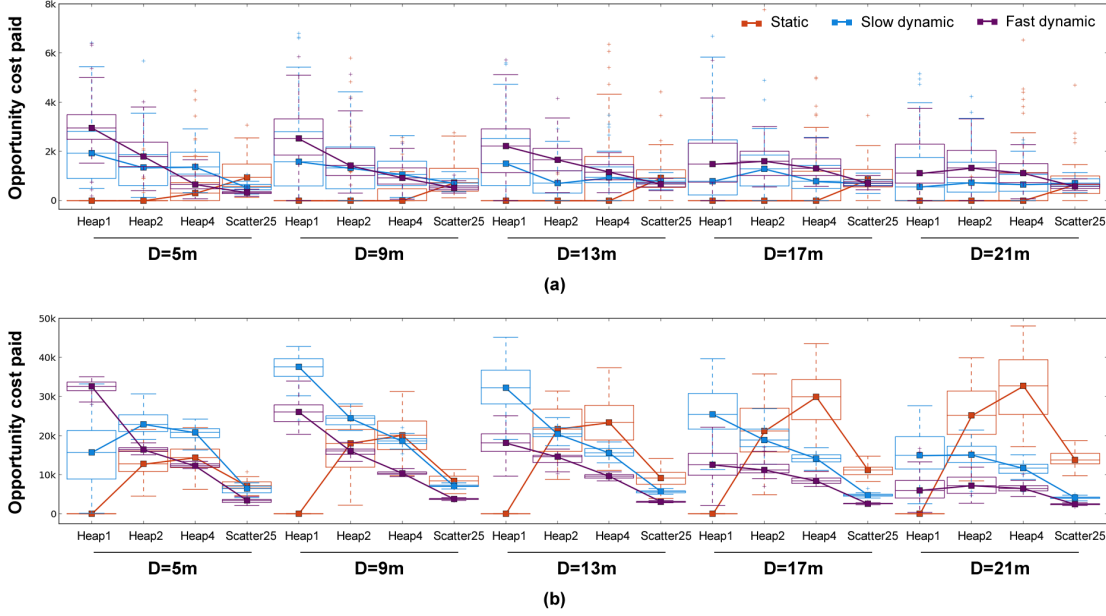 Opportunity cost paid
8k
6k
4k
2k
0
Static Slow dynamic Fast dynamic
Heap1 Heap2 Heap4 Scatter25 Heap1 Heap2 Heap4 Scatter25 Heap1 Heap2 Heap4 Scatter25 Heap1 Heap2 Heap4 Scatter25 Heap1 Heap2 Heap4 Scatter25
D=5m D=9m D=13m D=17m D=21m
(a)
Opportunity cost paid
50k
40k
30k
20k
10k
0
Heap1 Heap2 Heap4 Scatter25 Heap1 Heap2 Heap4 Scatter25 Heap1 Heap2 Heap4 Scatter25 Heap1 Heap2 Heap4 Scatter25 Heap1 Heap2 Heap4 Scatter25
D=5m D=9m D=13m D=17m D=21m
(b)